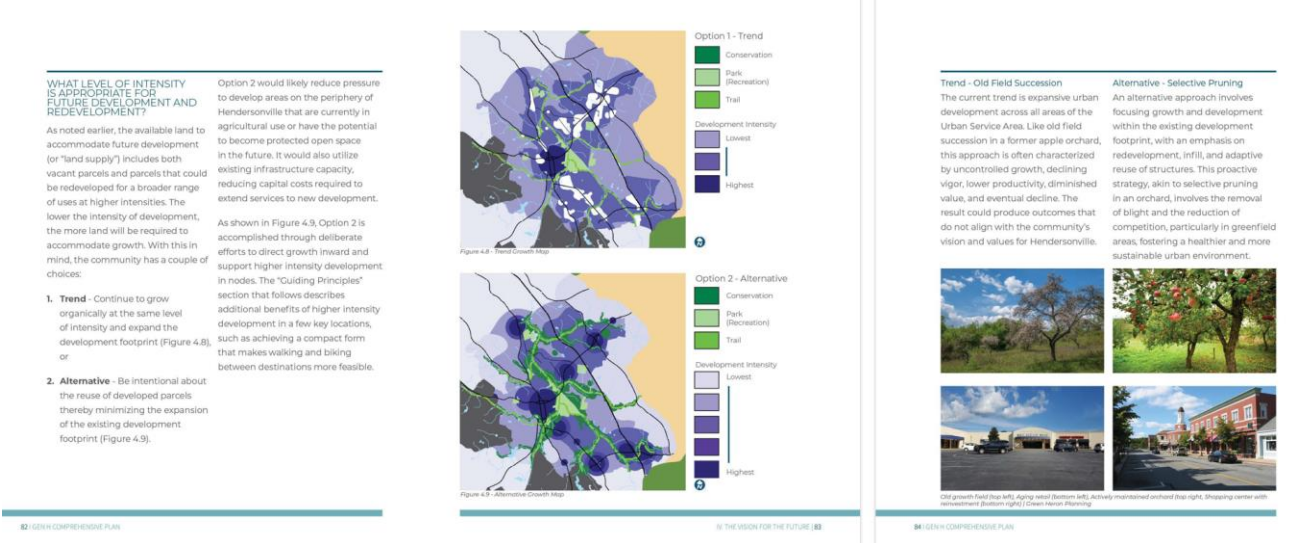 WHAT LEVEL OF INTENSITY
IS APPROPRIATE FOR
FUTURE DEVELOPMENT AND
REDEVELOPMENT?
As noted earlier, the available land to
accommodate future development
(or "land supply") includes both
vacant parcels and parcels that could
be redeveloped for a broader range
of uses at higher intensities. The
lower the intensity of development,
the more land will be required to
accommodate growth. With this in
mind, the community has a couple of
choices:
1. Trend - Continue to grow
organically at the same level
of intensity and expand the
development footprint (Figure 4.8),
or
2. Alternative - Be intentional about
the reuse of developed parcels
thereby minimizing the expansion
of the existing development
footprint (Figure 4.9).
Option 2 would likely reduce pressure
to develop areas on the periphery of
Hendersonville that are currently in
agricultural use or have the potential
to become protected open space
in the future. It would also utilize
existing infrastructure capacity,
reducing capital costs required to
extend services to new development.
As shown in Figure 4.9, Option 2 is
accomplished through deliberate
efforts to direct growth inward and
support higher intensity development
in nodes. The "Guiding Principles"
section that follows describes
additional benefits of higher intensity
development in a few key locations,
such as achieving a compact form
that makes walking and biking
between destinations more feasible.
82 | GEN H COMPREHENSIVE PLAN
Option 1 - Trend
Conservation
Park
(Recreation)
Trail
Development Intensity
Lowest
Highest
Figure 4.8 - Trend Growth Map
Option 2 - Alternative
Conservation
Park
(Recreation)
Trail
Development Intensity
Lowest
Highest
Figure 4.9 - Alternative Growth Map
IV THE VISION FOR THE FUTURE | 83
Trend - Old Field Succession
The current trend is expansive urban
development across all areas of the
Urban Service Area. Like old field
succession in a former apple orchard,
this approach is often characterized
by uncontrolled growth, declining
vigor, lower productivity, diminished
value, and eventual decline. The
result could produce outcomes that
do not align with the community's
vision and values for Hendersonville.
Alternative - Selective Pruning
An alternative approach involves
focusing growth and development
within the existing development
footprint, with an emphasis on
redevelopment, infill, and adaptive
reuse of structures. This proactive
strategy, akin to selective pruning
in an orchard, involves the removal
of blight and the reduction of
competition, particularly in greenfield
areas, fostering a healthier and more
sustainable urban environment.
Old growth field (top left), Aging retail (bottom left), Actively maintained orchard (top right, Shopping center with
reinvestment (bottom right) | Green Heron Planning
84 | GEN H COMPREHENSIVE PLAN